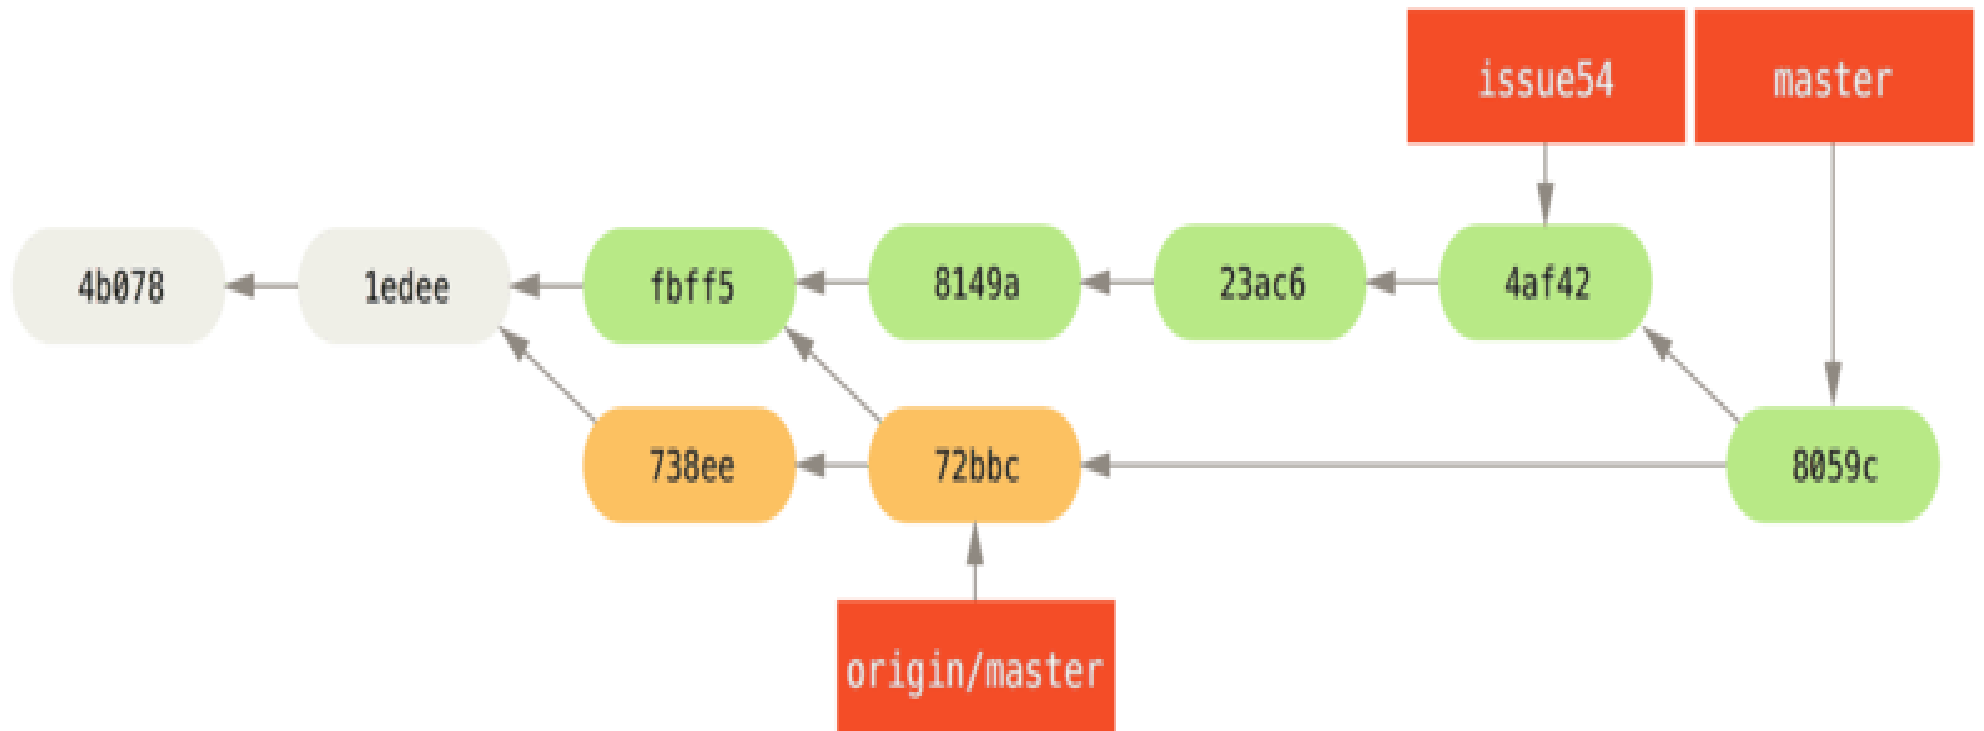 issue54
master
4b078
1edee
fbff5
8149a
23ac6
4af42
738ee
72bbc
8059c
origin/master